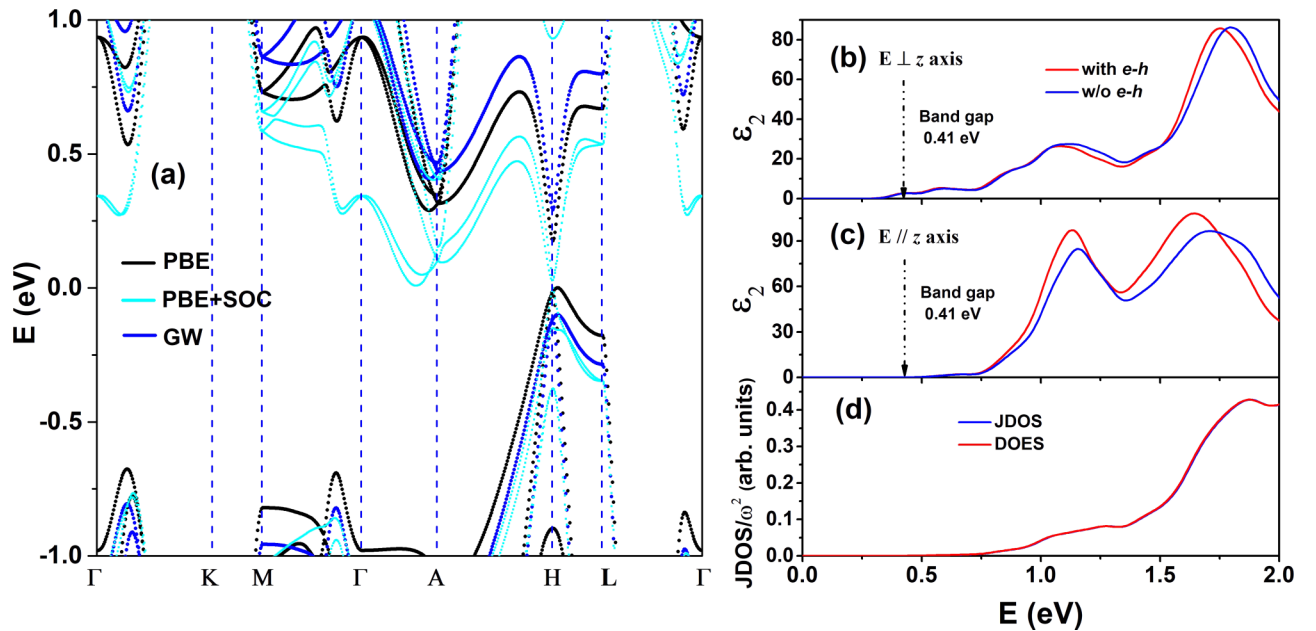 1.0
0.5
0.0
-0.5
-1.0
E (eV)
(a)
PBE
PBE+SOC
GW
Γ K M Γ A H L Γ
80
60
40
20
0
ε2
(b)
E ⊥ z axis
Band gap
0.41 eV
with e-h
w/o e-h
90
60
30
0
ε2
(c)
E // z axis
Band gap
0.41 eV
0.4
0.3
0.2
0.1
0.0
JDOS/ω² (arb. units)
(d)
JDOS
DOES
0.0 0.5 1.0 1.5 2.0
E (eV)